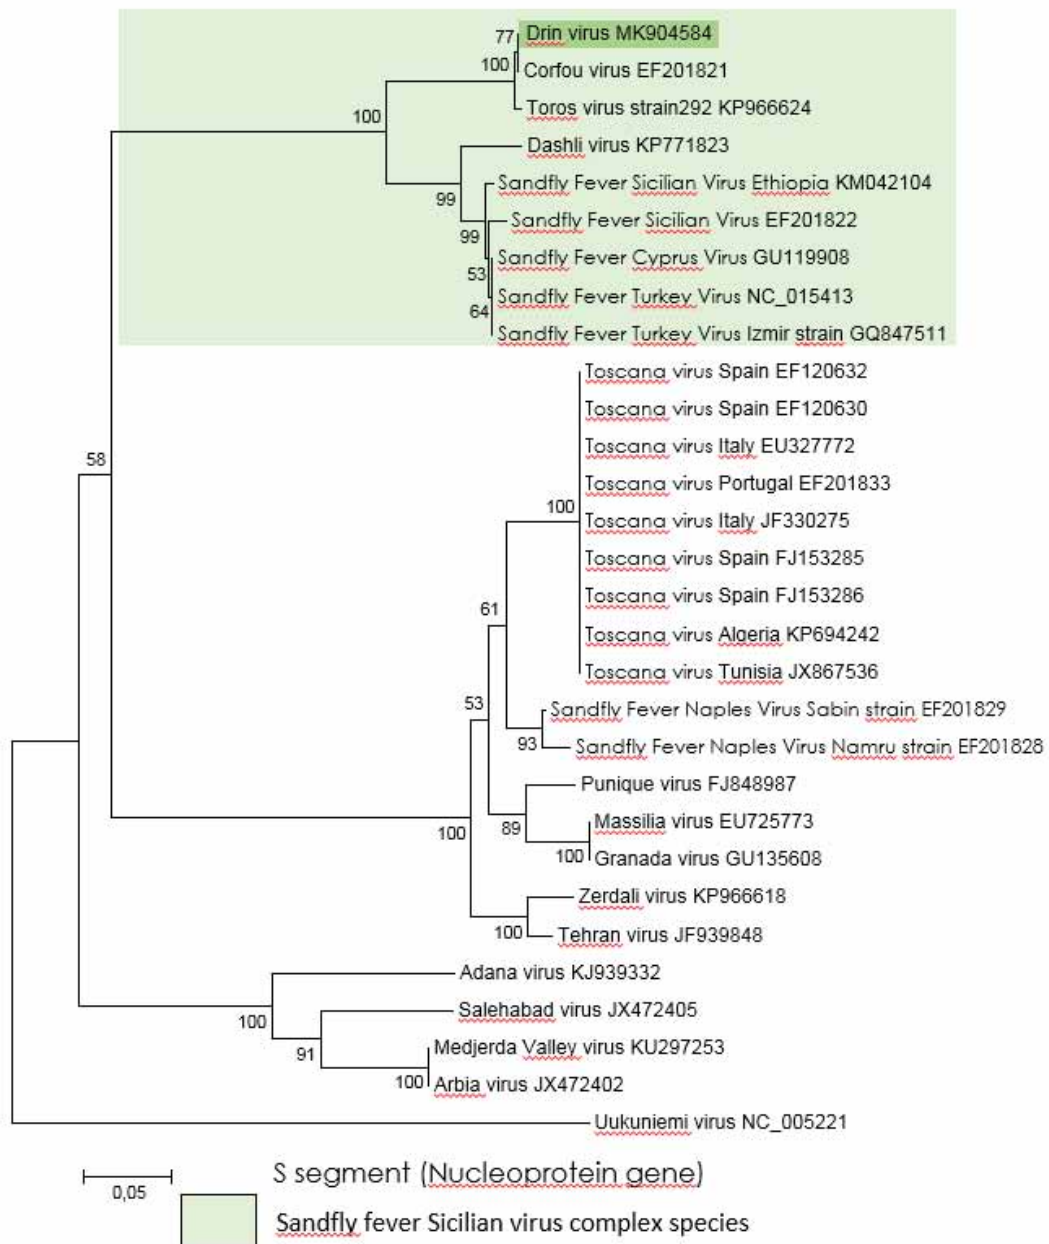 77
Drin virus MK904584
100
Corfou virus EF201821
Toros virus strain292 KP966624
100
Dashli virus KP771823
Sandfly Fever Sicilian Virus Ethiopia KM042104
99
Sandfly Fever Sicilian Virus EF201822
99
Sandfly Fever Cyprus Virus GU119908
53
Sandfly Fever Turkey Virus NC_015413
64
Sandfly Fever Turkey Virus Izmir strain GQ847511
Toscana virus Spain EF120632
Toscana virus Spain EF120630
Toscana virus Italy EU327772
58
Toscana virus Portugal EF201833
100
Toscana virus Italy JF330275
Toscana virus Spain FJ153285
Toscana virus Spain FJ153286
61
Toscana virus Algeria KP694242
Toscana virus Tunisia JX867536
53
Sandfly Fever Naples Virus Sabin strain EF201829
93
Sandfly Fever Naples Virus Namru strain EF201828
Punique virus FJ848987
Massilia virus EU725773
100
89
100
Granada virus GU135608
Zerdali virus KP966618
100
Tehran virus JF939848
Adana virus KJ939332
100
Salehabad virus JX472405
91
Medjerda Valley virus KU297253
100
Arbia virus JX472402
Uukuniemi virus NC_005221
0,05
S segment (Nucleoprotein gene)
Sandfly fever Sicilian virus complex species